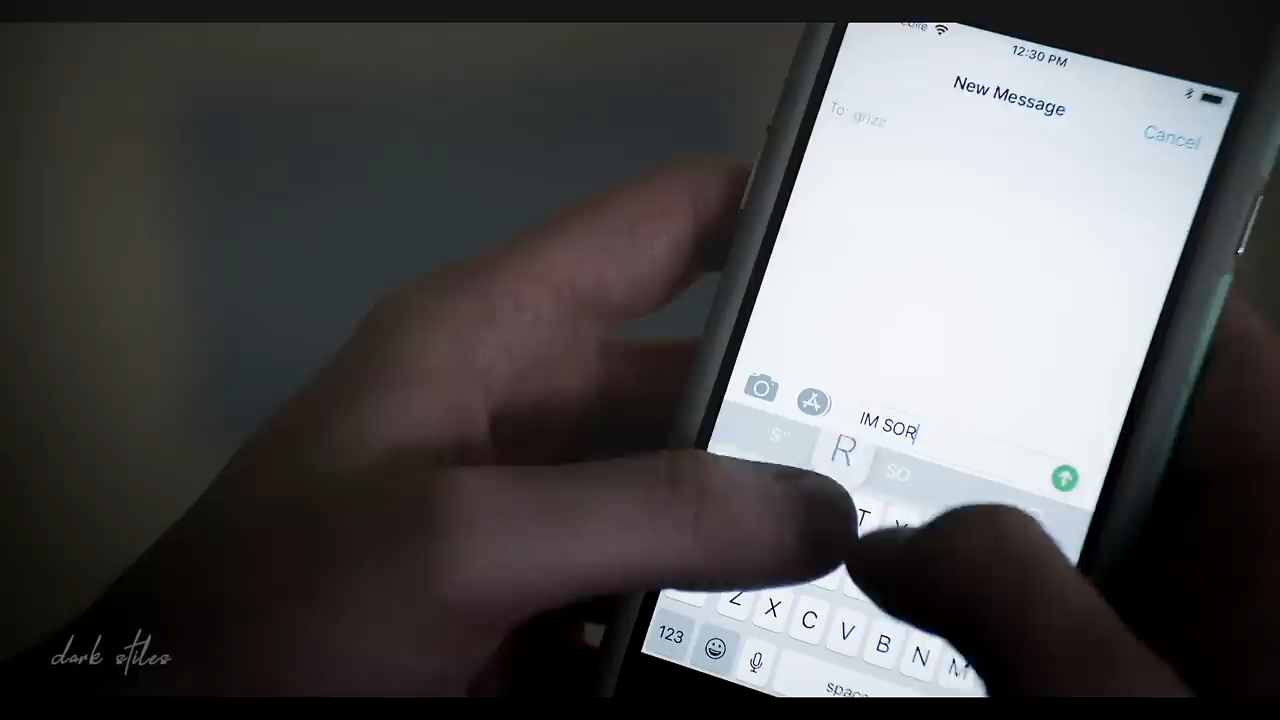 12:30 PM
New Message
To: grizz
Cancel
IM SOR
"S"
R
SO
T
Z X C V B N M
123
space
dark stiles